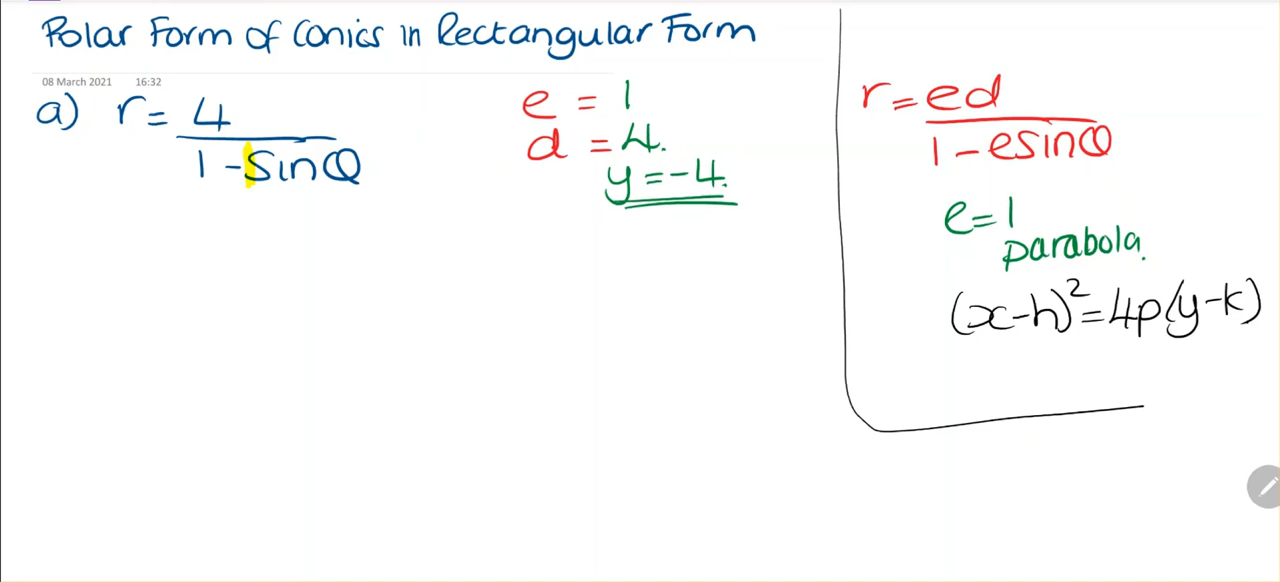 Polar Form of Conics in Rectangular Form
08 March 2021 16:32
a) r = 4
1 - sinθ
e = 1
d = 4.
y = -4.
r = ed
1 - esinθ
e = 1
parabola.
(x-h)² = 4p(y-k)